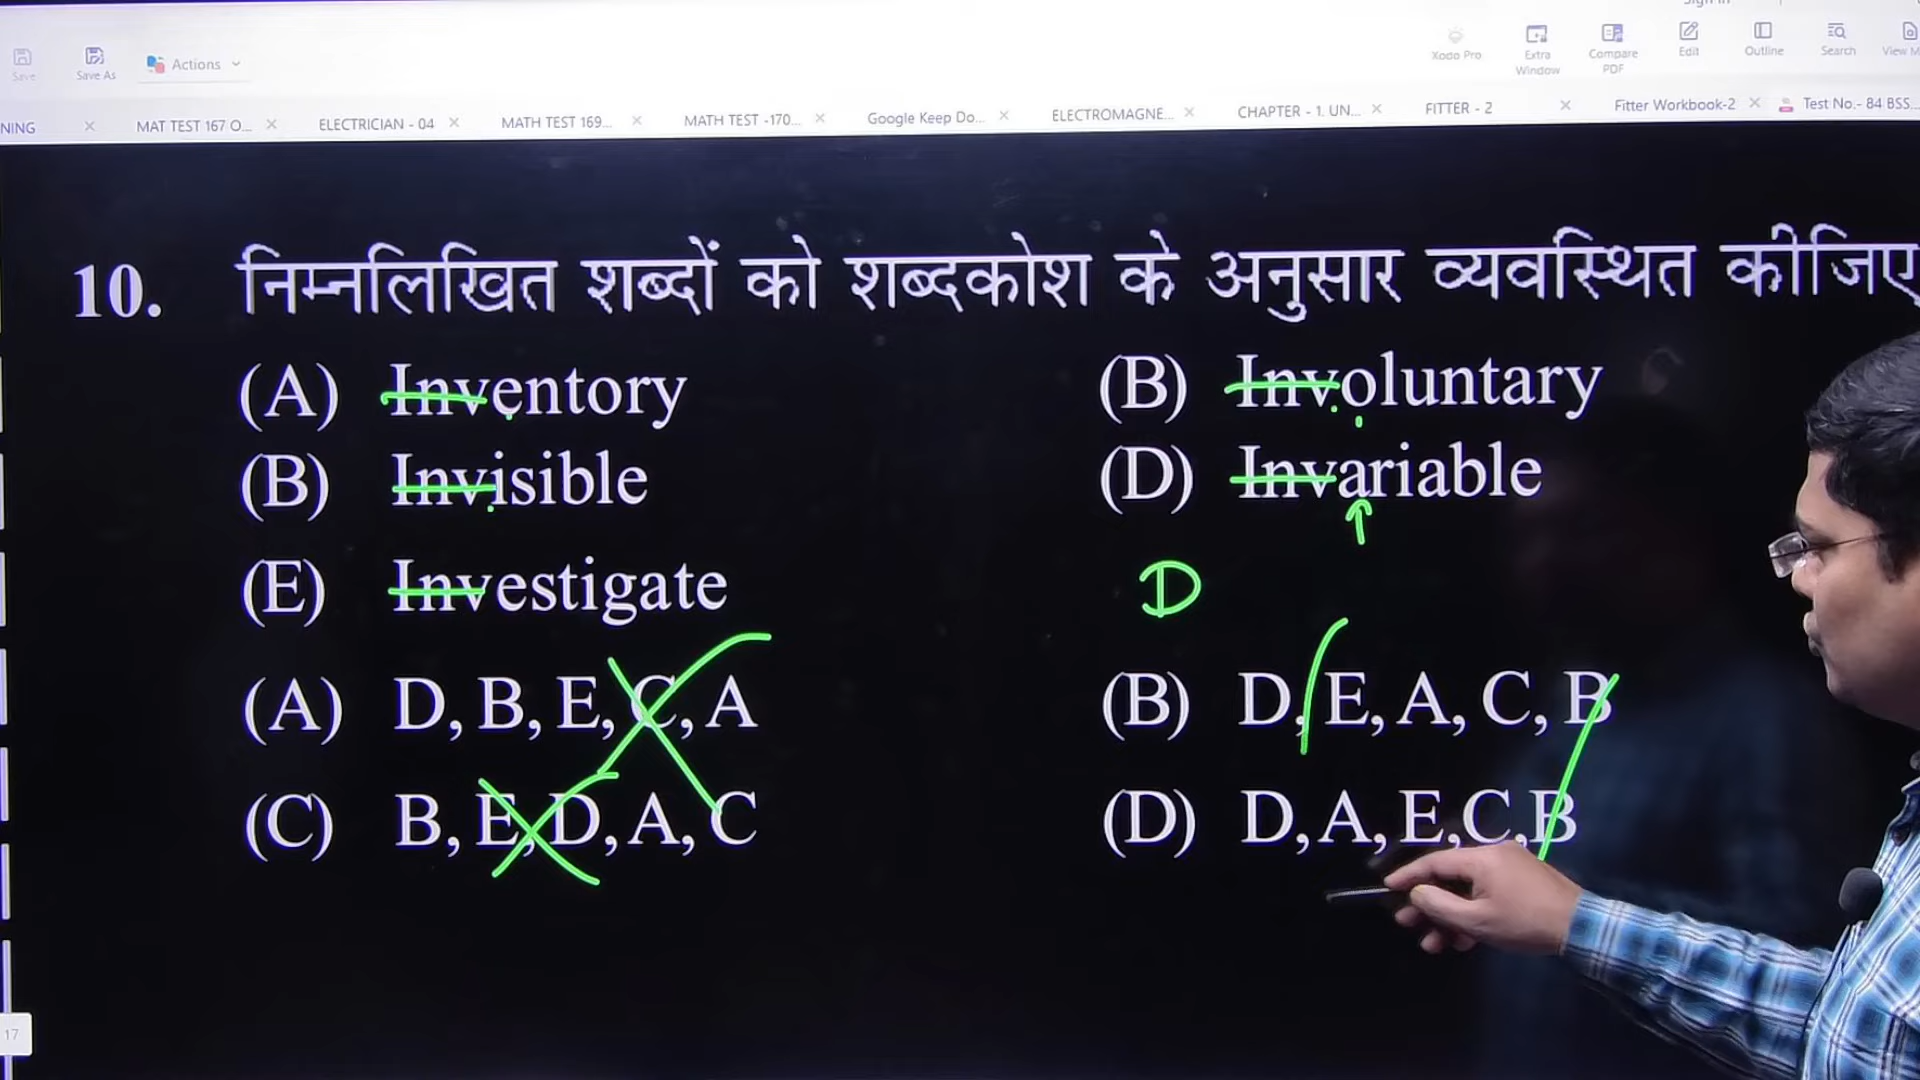 Save
Save As
Actions
Xodo Pro
Extra Window
Compare PDF
Edit
Outline
Search
View M
NING
MAT TEST 167 O...
ELECTRICIAN - 04
MATH TEST 169...
MATH TEST -170...
Google Keep Do...
ELECTROMAGNE...
CHAPTER - 1. UN...
FITTER - 2
Fitter Workbook-2
Test No.- 84 BSS...
10. निम्नलिखित शब्दों को शब्दकोश के अनुसार व्यवस्थित कीजिए
(A) Inventory (B) Involuntary
(B) Invisible (D) Invariable
(E) Investigate D
(A) D, B, E, C, A (B) D, E, A, C, B
(C) B, E, D, A, C (D) D, A, E,C,B
17